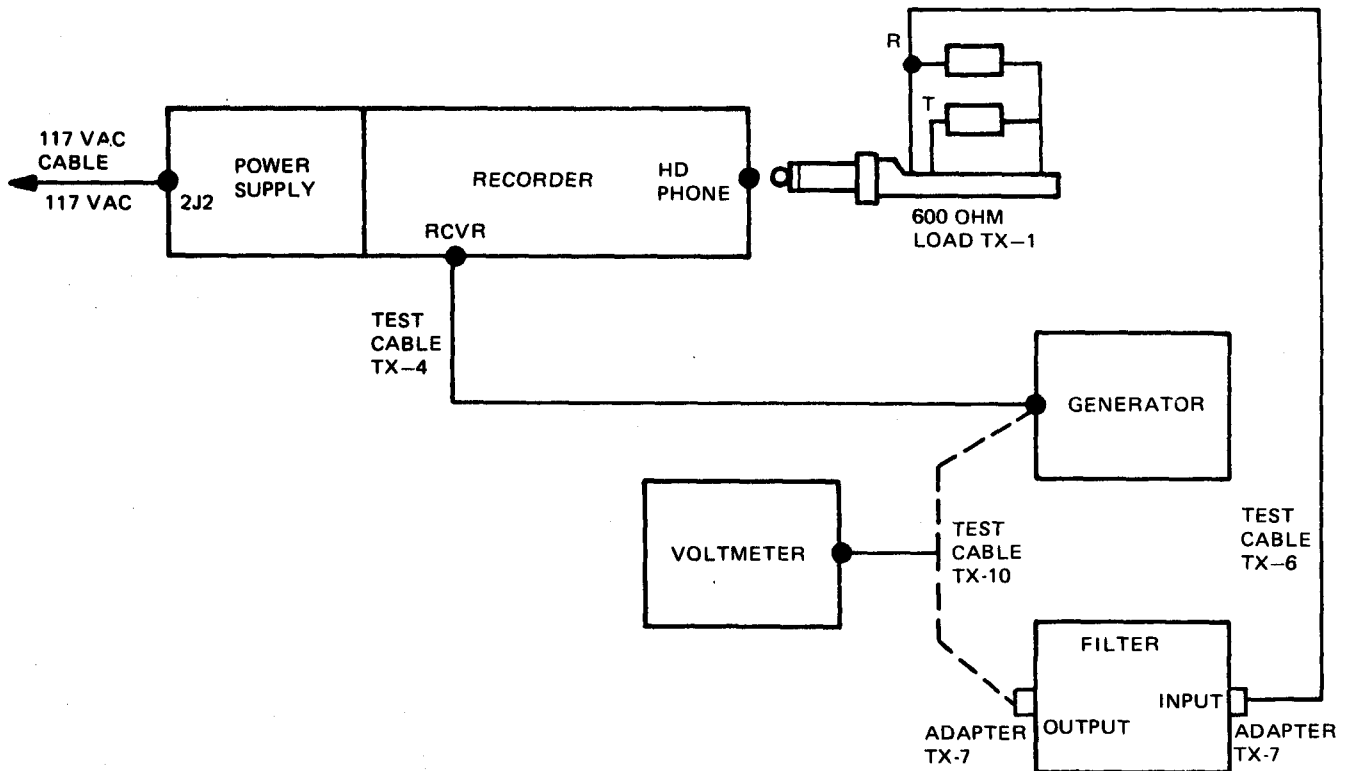 R
T
117 VAC
CABLE
117 VAC
2J2
POWER
SUPPLY
RECORDER
HD
PHONE
RCVR
600 OHM
LOAD TX–1
TEST
CABLE
TX–4
GENERATOR
VOLTMETER
TEST
CABLE
TX-10
TEST
CABLE
TX–6
FILTER
INPUT
OUTPUT
ADAPTER
TX-7
ADAPTER
TX-7